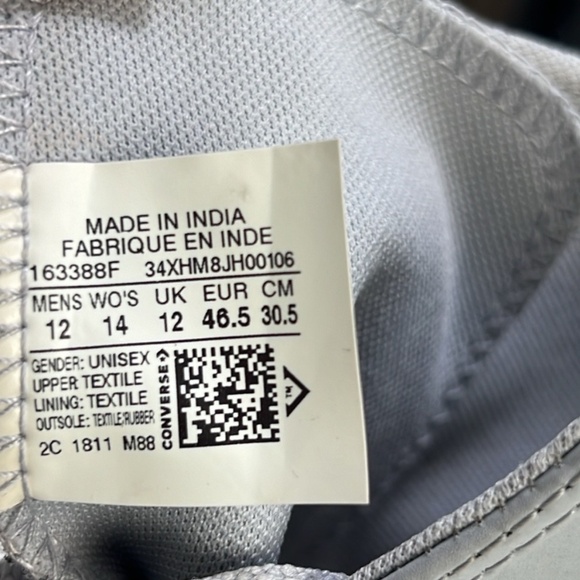 MADE IN INDIA
FABRIQUE EN INDE
163388F 34XHM8JH00106
MENS WO'S UK EUR CM
12 14 12 46.5 30.5
GENDER: UNISEX
UPPER TEXTILE
LINING: TEXTILE
OUTSOLE: TEXTILE/RUBBER
2C 1811 M88
CONVERSE
TM